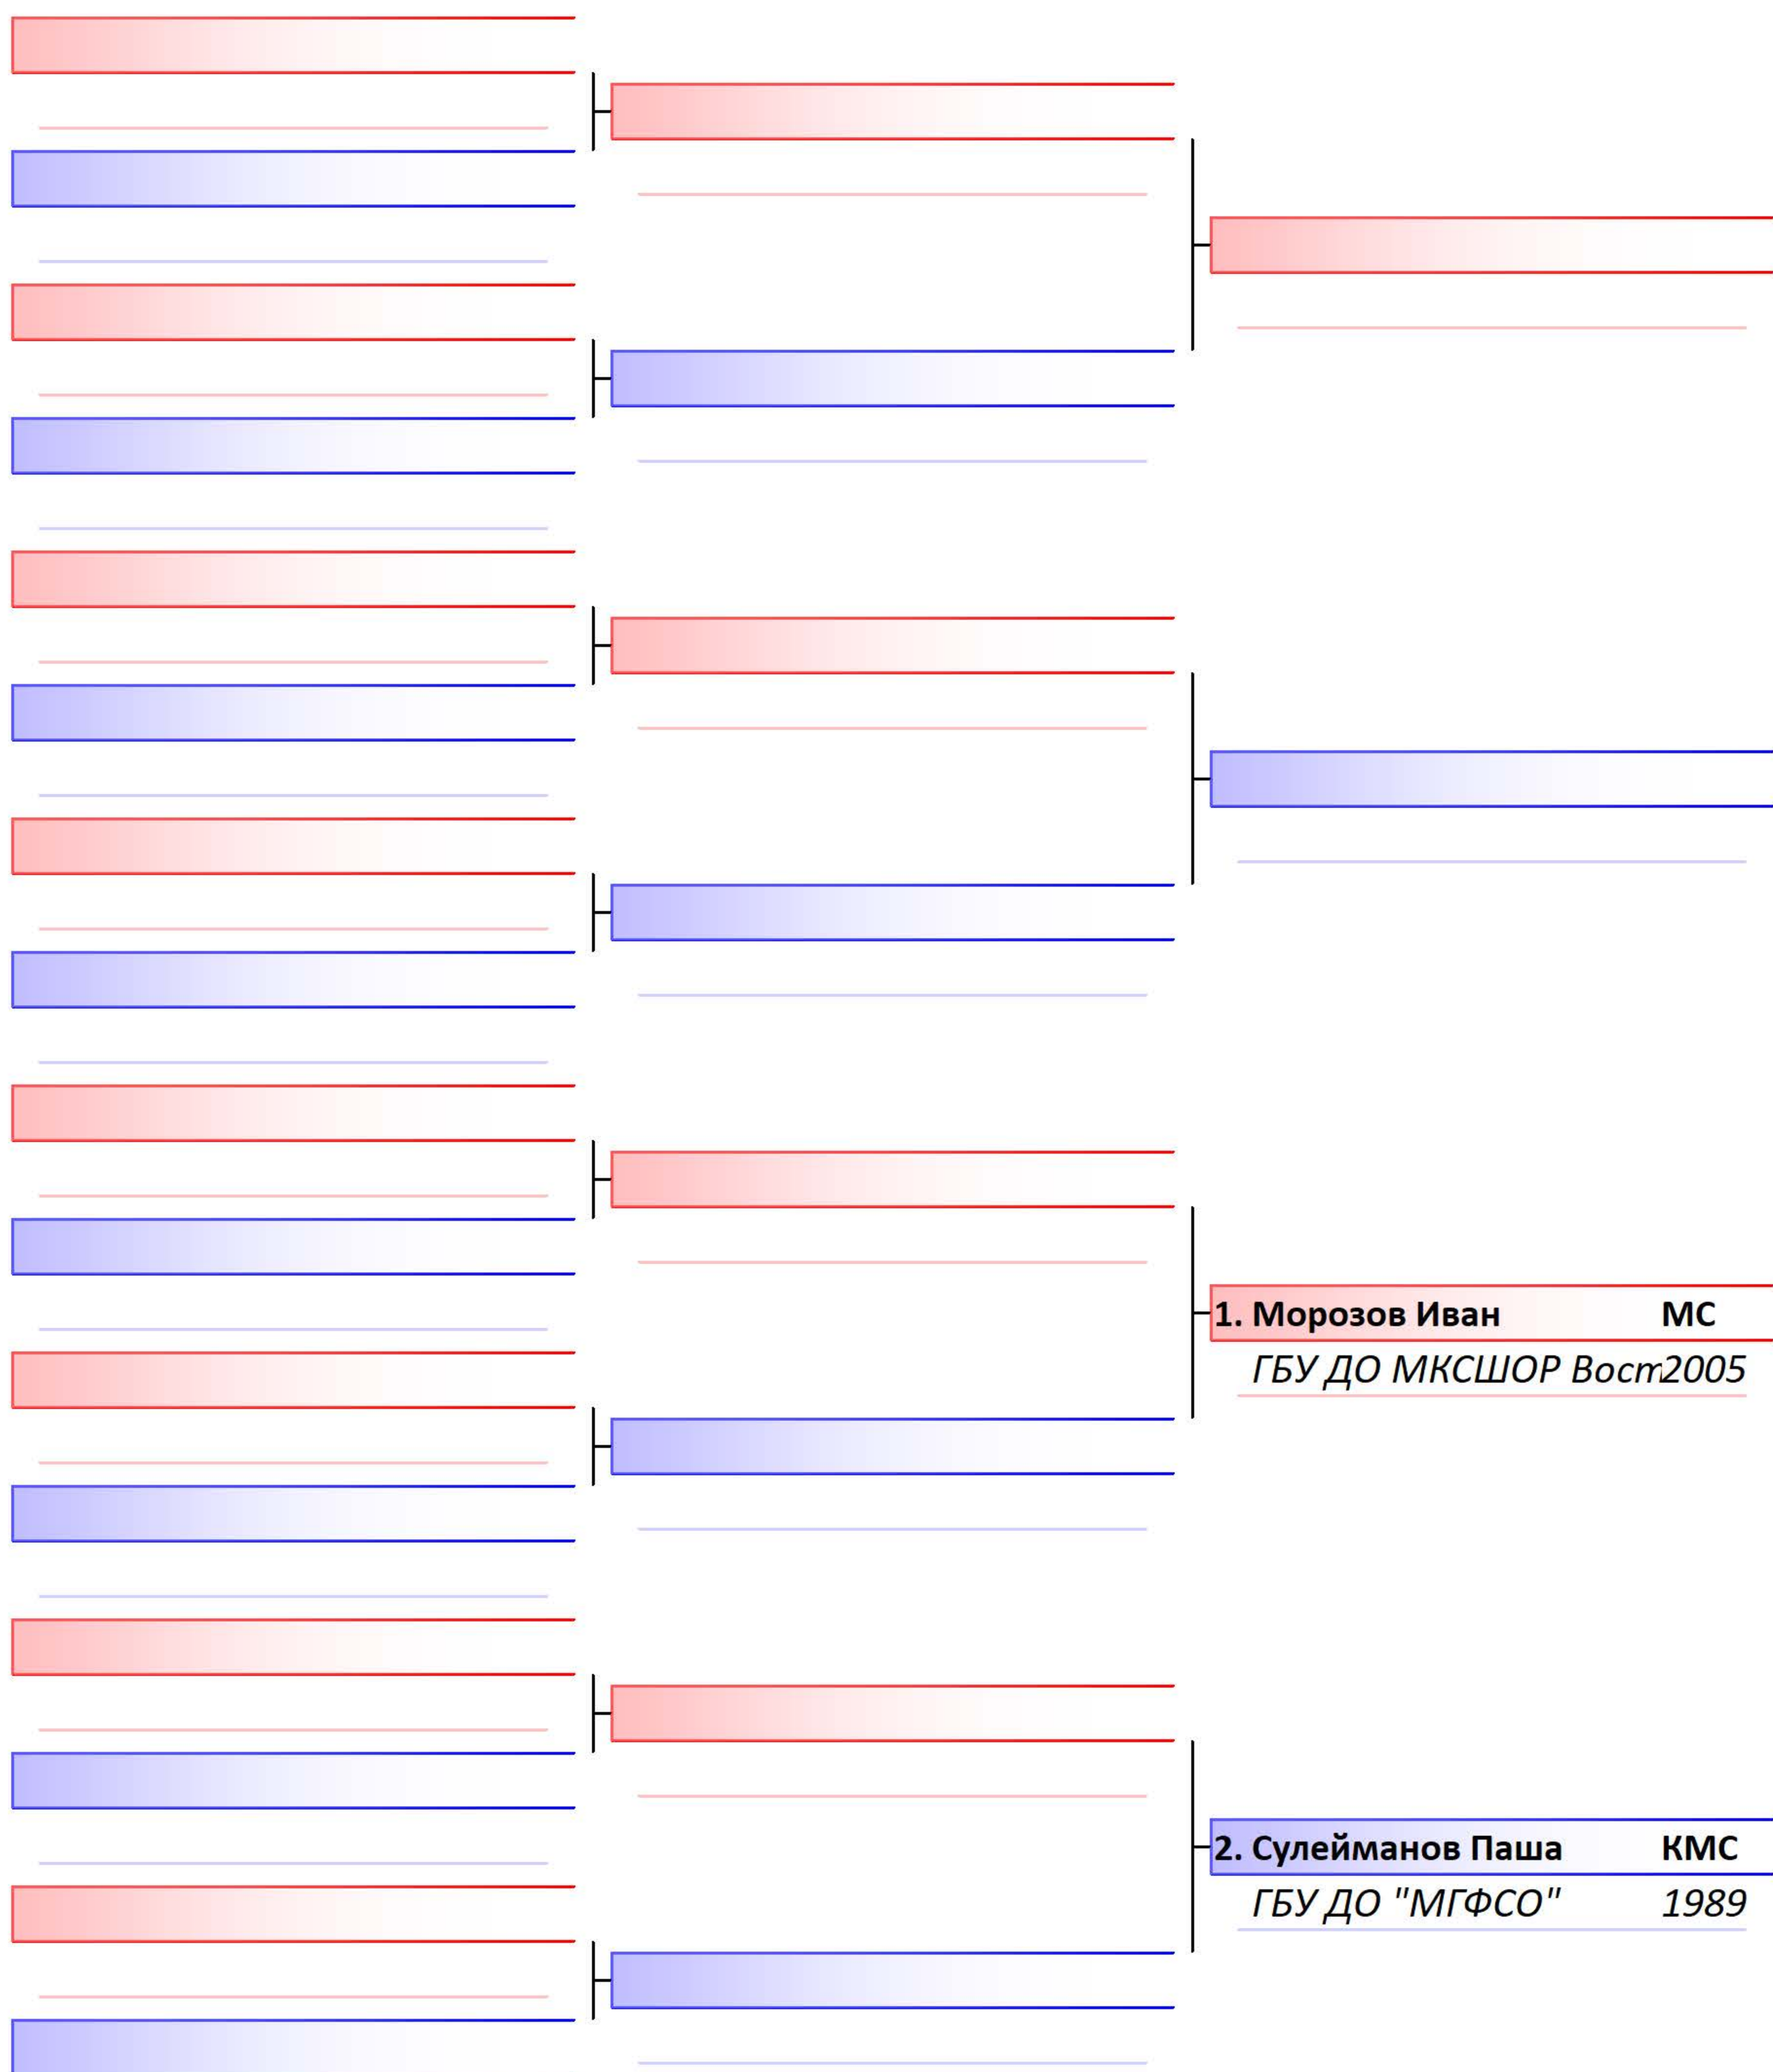 1. Морозов Иван МС
ГБУ ДО МКСШОР Вост2005
2. Сулейманов Паша КМС
ГБУ ДО "МГФСО" 1989